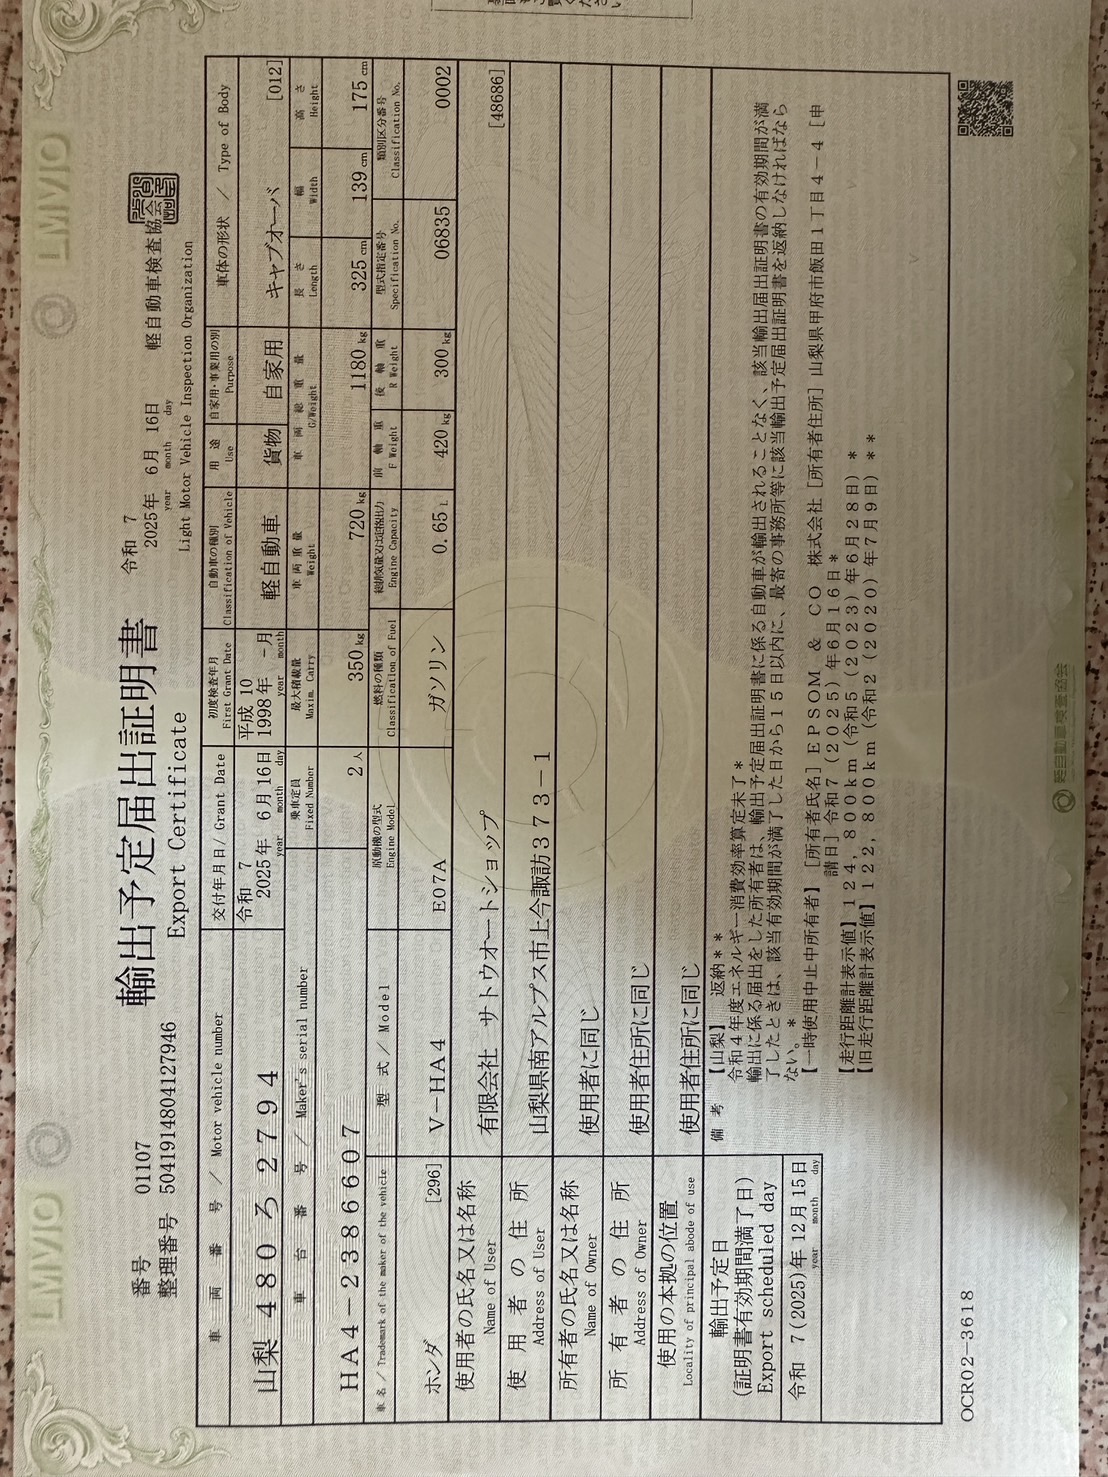 LMVIO
LMVIO
番号 01107
整理番号 504191480412​7946
輸出予定届出証明書
Export Certificate
令和 7
2025年 6月 16日
year month day
軽自動車検査協会
Light Motor Vehicle Inspection Organization
車両番号 / Motor vehicle number
交付年月日/ Grant Date
初度検査年月
First Grant Date
自動車の種別
Classification of Vehicle
用途
Use
自家用・事業用の別
Purpose
車体の形状 / Type of Body
山梨 480 ろ 2794
令和 7
2025年 6月16日
year month day
平成 10
1998年 -月
year month
軽自動車
貨物
自家用
キャブオーバ [012]
車台番号 / Maker's serial number
乗車定員
Fixed Number
最大積載量
Maxim. Carry
車両重量
Weight
車両総重量
G/Weight
長さ
Length
幅
Width
高さ
Height
HA4-2386607
2人
350kg
720kg
1180kg
325cm
139cm
175cm
車名/ Trademark of the maker of the vehicle
型式/ Model
原動機の型式
Engine Model
燃料の種類
Classification of Fuel
総排気量又は定格出力
Engine Capacity
前軸重
F Weight
後軸重
R Weight
型式指定番号
Specification No.
類別区分番号
Classification No.
ホンダ [296]
V-HA4
E07A
ガソリン
0.65L
420kg
300kg
06835
0002
使用者の氏名又は名称
Name of User
有限会社 サトウオートショップ [48686]
使用者の住所
Address of User
山梨県南アルプス市上今諏訪373-1
所有者の氏名又は名称
Name of Owner
使用者に同じ
所有者の住所
Address of Owner
使用者住所に同じ
使用の本拠の位置
Locality of principal abode of use
使用者住所に同じ
輸出予定日
(証明書有効期間満了日)
Export scheduled day
令和 7(2025)年 12月15日
year month day
備考
【山梨】 返納**
令和4年度エネルギー消費効率算定未了*
輸出に係る届出をした所有者は、輸出予定届出証明書に係る自動車が輸出されることなく、該当輸出届出証明書の有効期間が満
了したときは、該当有効期間が満了した日から15日以内に、最寄の事務所等に該当輸出予定届出証明書を返納しなければなら
ない。 *
【一時使用中止中所有者】[所有者氏名]EPSOM & CO 株式会社[所有者住所]山梨県甲府市飯田1丁目4-4[申
請日]令和7(2025)年6月16日*
【走行距離計表示値】124,800km(令和5(2023)年6月28日) *
【旧走行距離計表示値】122,800km(令和2(2020)年7月9日) **
軽自動車検査協会
OCR02-3618